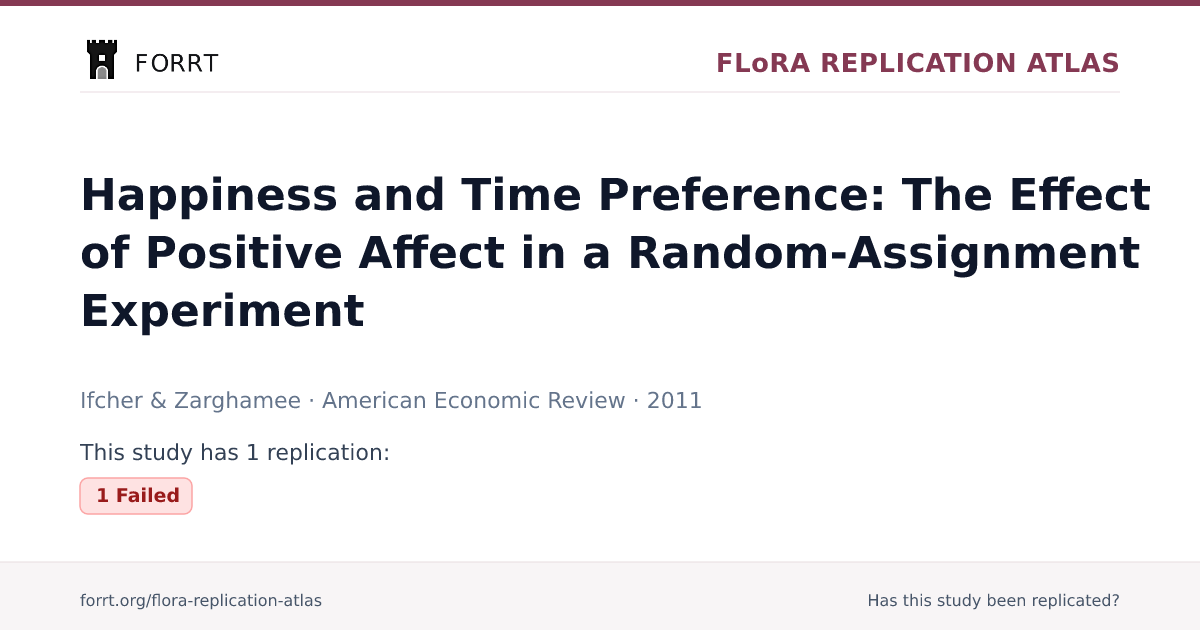 FORRT
FLoRA REPLICATION ATLAS
Happiness and Time Preference: The Effect
of Positive Affect in a Random-Assignment
Experiment
Ifcher & Zarghamee · American Economic Review · 2011
This study has 1 replication:
1 Failed
forrt.org/flora-replication-atlas
Has this study been replicated?